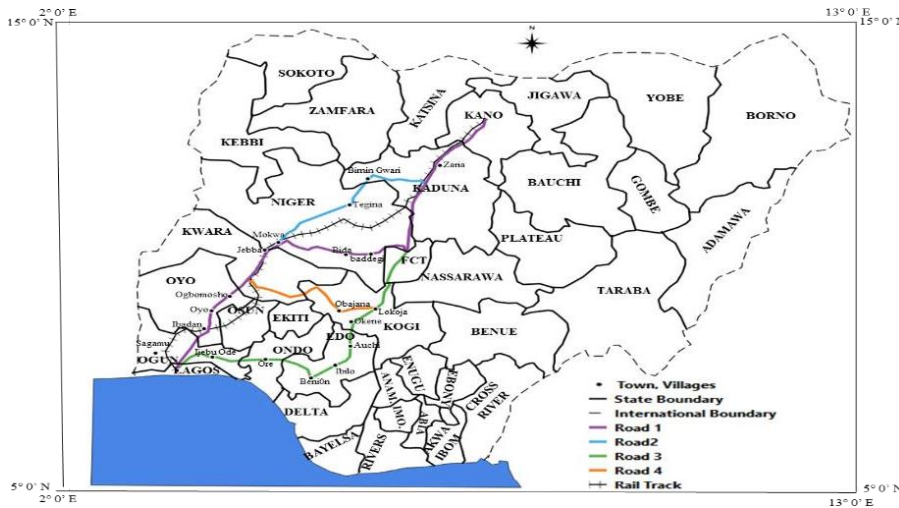 2° 0' E
13° 0' E
15° 0' N
15° 0' N
N
SOKOTO
ZAMFARA
KATSINA
JIGAWA
YOBE
BORNO
KANO
KEBBI
Zaria
Birnin Gwari
KADUNA
BAUCHI
GOMBE
ADAMAWA
NIGER
Tegina
KWARA
Mokwa
Jebba
Bida
baddegi
FCT
PLATEAU
NASSARAWA
TARABA
OYO
Ogbomosho
Oyo
OSUN
Obajana
Lokoja
EKITI
Okene
KOGI
BENUE
Ibadan
EDO
Auchi
Sagamu
OGUN
Ijebu Ode
ONDO
Ore
Ibilo
LAGOS
Beni0n
ENUGU
EBONY
ANAM
IMO.
ABIA
CROSS
RIVER
DELTA
AKWA
IBOM
BAYELSA
RIVERS
Town, Villages
State Boundary
International Boundary
Road 1
Road2
Road 3
Road 4
Rail Track
5° 0' N
5° 0' N
2° 0' E
13° 0' E